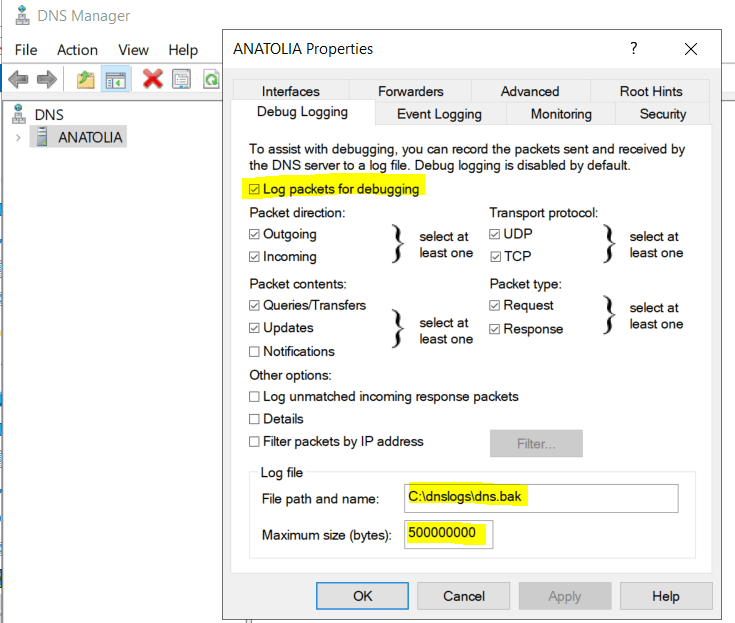 DNS Manager
File Action View Help
DNS
ANATOLIA
ANATOLIA Properties
? 
Interfaces Forwarders Advanced Root Hints
Debug Logging Event Logging Monitoring Security
To assist with debugging, you can record the packets sent and received by
the DNS server to a log file. Debug logging is disabled by default.
Log packets for debugging
Packet direction:
Outgoing
Incoming
select at
least one
Transport protocol:
UDP
TCP
select at
least one
Packet contents:
Queries/Transfers
Updates
Notifications
select at
least one
Packet type:
Request
Response
select at
least one
Other options:
Log unmatched incoming response packets
Details
Filter packets by IP address
Filter...
Log file
File path and name: C:\dnslogs\dns.bak
Maximum size (bytes): 500000000
OK Cancel Apply Help